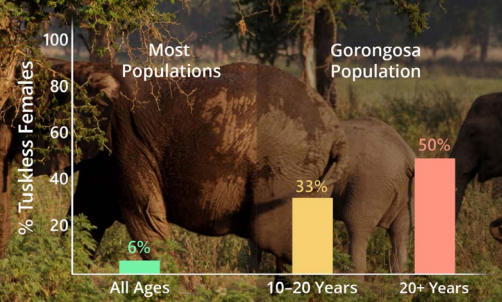 % Tuskless Females
100
80
60
40
20
Most
Populations
Gorongosa
Population
6%
33%
50%
All Ages
10–20 Years
20+ Years